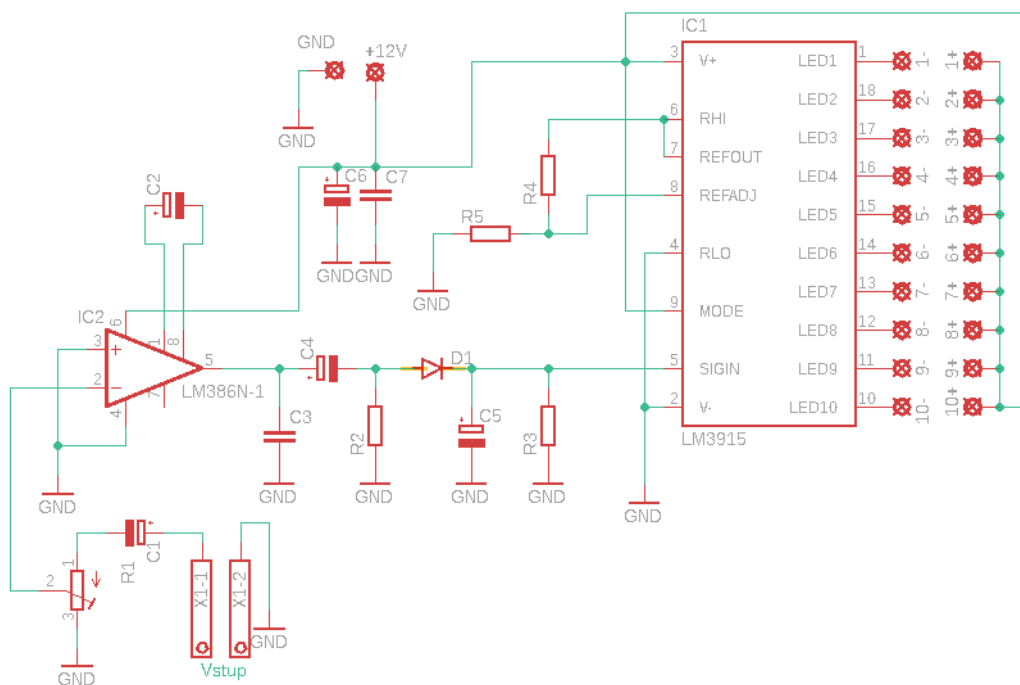 IC1
GND
+12V
3
V+
LED1
1
1-
1+
LED2
18
2-
2+
6
RHI
LED3
17
3-
3+
7
REFOUT
GND
C2
C6
C7
R4
LED4
16
4-
4+
8
REFADJ
R5
LED5
15
5-
5+
4
RLO
LED6
14
6-
6+
GND
GND
GND
LED7
13
7-
7+
9
MODE
IC2
6
1
8
LED8
12
8-
8+
3
+
2
-
4
7
5
LM386N-1
C4
D1
5
SIGIN
LED9
11
9-
9+
C3
R2
C5
R3
2
V-
LED10
10
10-
10+
LM3915
GND
GND
GND
GND
GND
GND
R1
C1
1
2
3
X1-1
X1-2
GND
GND
Vstup